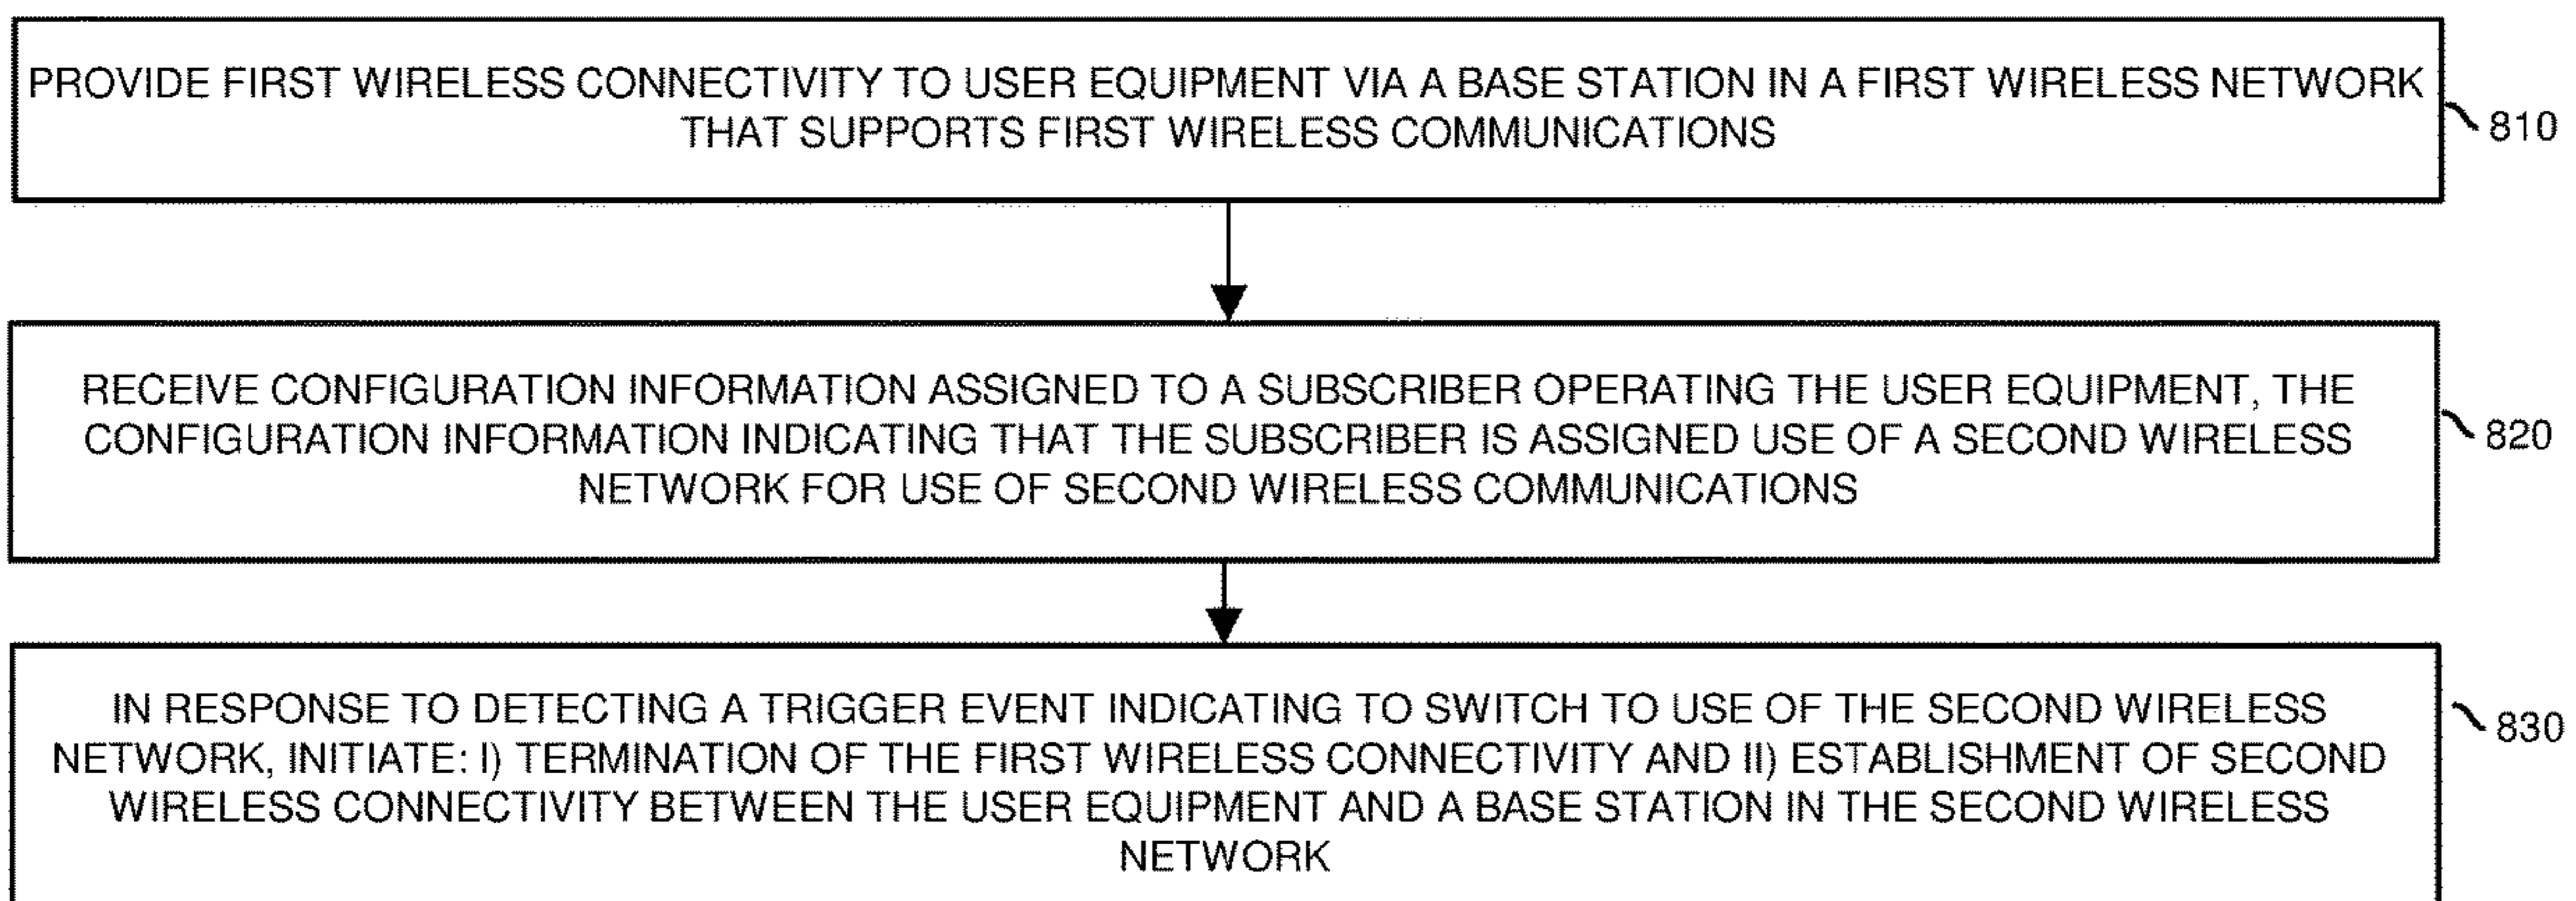 PROVIDE FIRST WIRELESS CONNECTIVITY TO USER EQUIPMENT VIA A BASE STATION IN A FIRST WIRELESS NETWORK
THAT SUPPORTS FIRST WIRELESS COMMUNICATIONS
810
RECEIVE CONFIGURATION INFORMATION ASSIGNED TO A SUBSCRIBER OPERATING THE USER EQUIPMENT, THE
CONFIGURATION INFORMATION INDICATING THAT THE SUBSCRIBER IS ASSIGNED USE OF A SECOND WIRELESS
NETWORK FOR USE OF SECOND WIRELESS COMMUNICATIONS
820
IN RESPONSE TO DETECTING A TRIGGER EVENT INDICATING TO SWITCH TO USE OF THE SECOND WIRELESS
NETWORK, INITIATE: I) TERMINATION OF THE FIRST WIRELESS CONNECTIVITY AND II) ESTABLISHMENT OF SECOND
WIRELESS CONNECTIVITY BETWEEN THE USER EQUIPMENT AND A BASE STATION IN THE SECOND WIRELESS
NETWORK
830